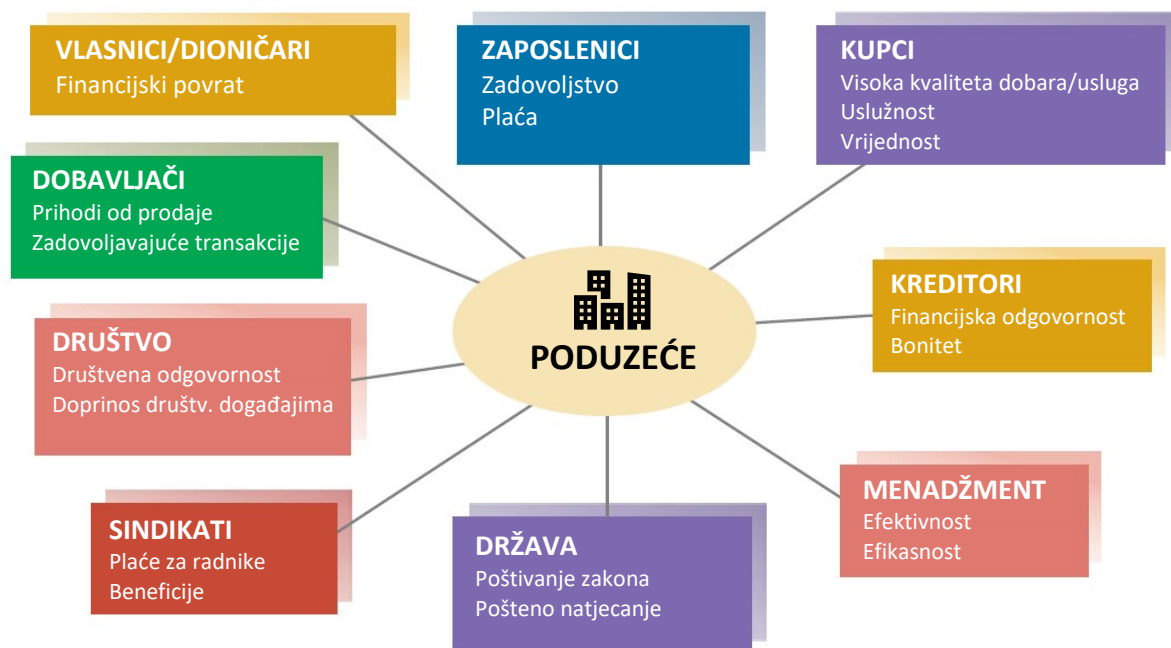 VLASNICI/DIONIČARI
Financijski povrat
ZAPOSLENICI
Zadovoljstvo
Plaća
KUPCI
Visoka kvaliteta dobara/usluga
Uslužnost
Vrijednost
DOBAVLJAČI
Prihodi od prodaje
Zadovoljavajuće transakcije
PODUZEĆE
KREDITORI
Financijska odgovornost
Bonitet
DRUŠTVO
Društvena odgovornost
Doprinos društv. događajima
MENADŽMENT
Efektivnost
Efikasnost
SINDIKATI
Plaće za radnike
Beneficije
DRŽAVA
Poštivanje zakona
Pošteno natjecanje